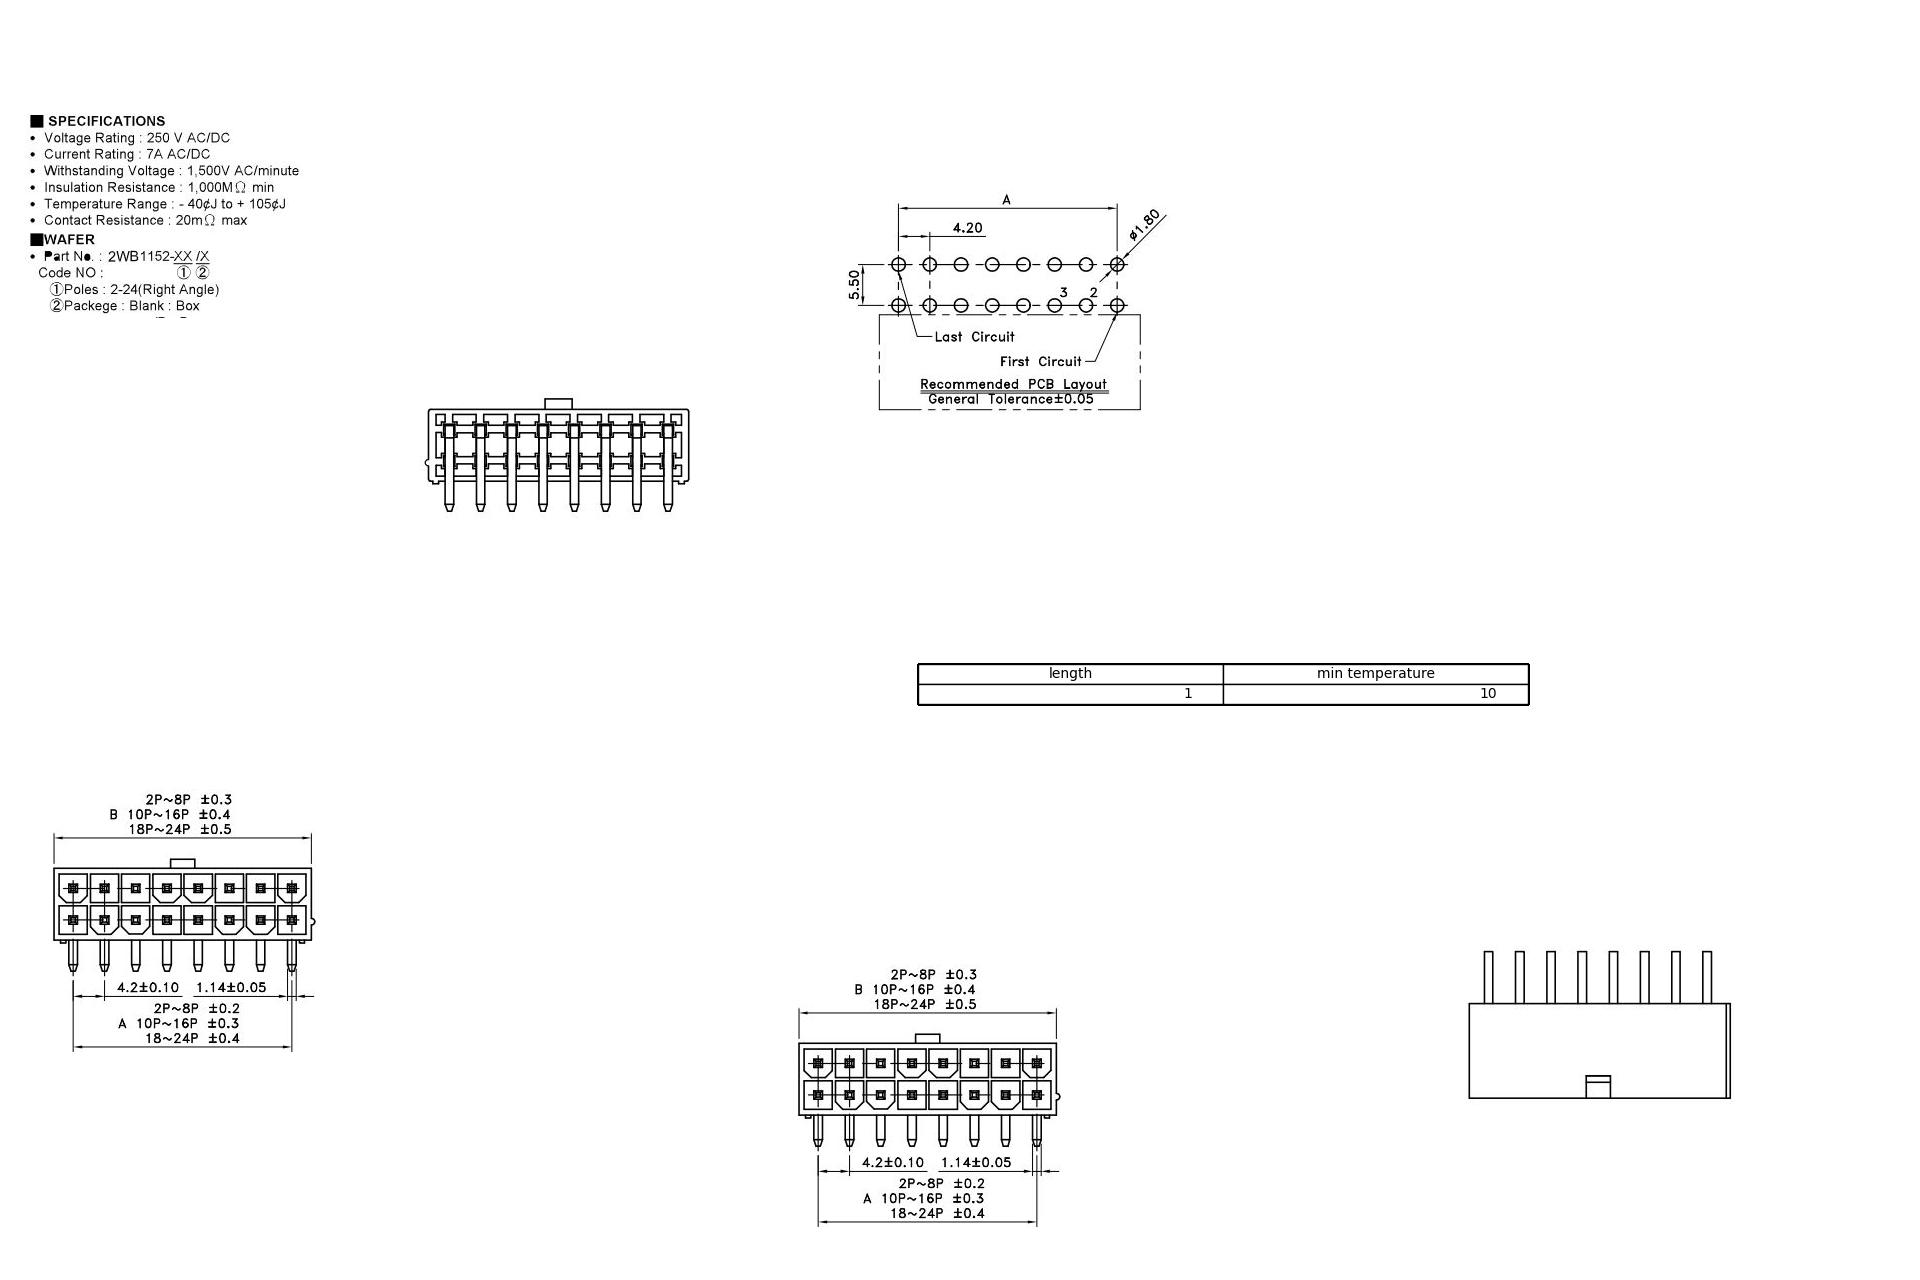 ■ SPECIFICATIONS
• Voltage Rating : 250 V AC/DC
• Current Rating : 7A AC/DC
• Withstanding Voltage : 1,500V AC/minute
• Insulation Resistance : 1,000MΩ min
• Temperature Range : - 40¢J to + 105¢J
• Contact Resistance : 20mΩ max
■WAFER
• Part No. : 2WB1152-XX /X
Code NO : ① ②
①Poles : 2-24(Right Angle)
②Packege : Blank : Box
A
4.20
ø1.80
5.50
3 2
Last Circuit
First Circuit
Recommended PCB Layout
General Tolerance±0.05
length min temperature
1 10
2P~8P ±0.3
B 10P~16P ±0.4
18P~24P ±0.5
4.2±0.10 1.14±0.05
2P~8P ±0.2
A 10P~16P ±0.3
18~24P ±0.4
2P~8P ±0.3
B 10P~16P ±0.4
18P~24P ±0.5
4.2±0.10 1.14±0.05
2P~8P ±0.2
A 10P~16P ±0.3
18~24P ±0.4